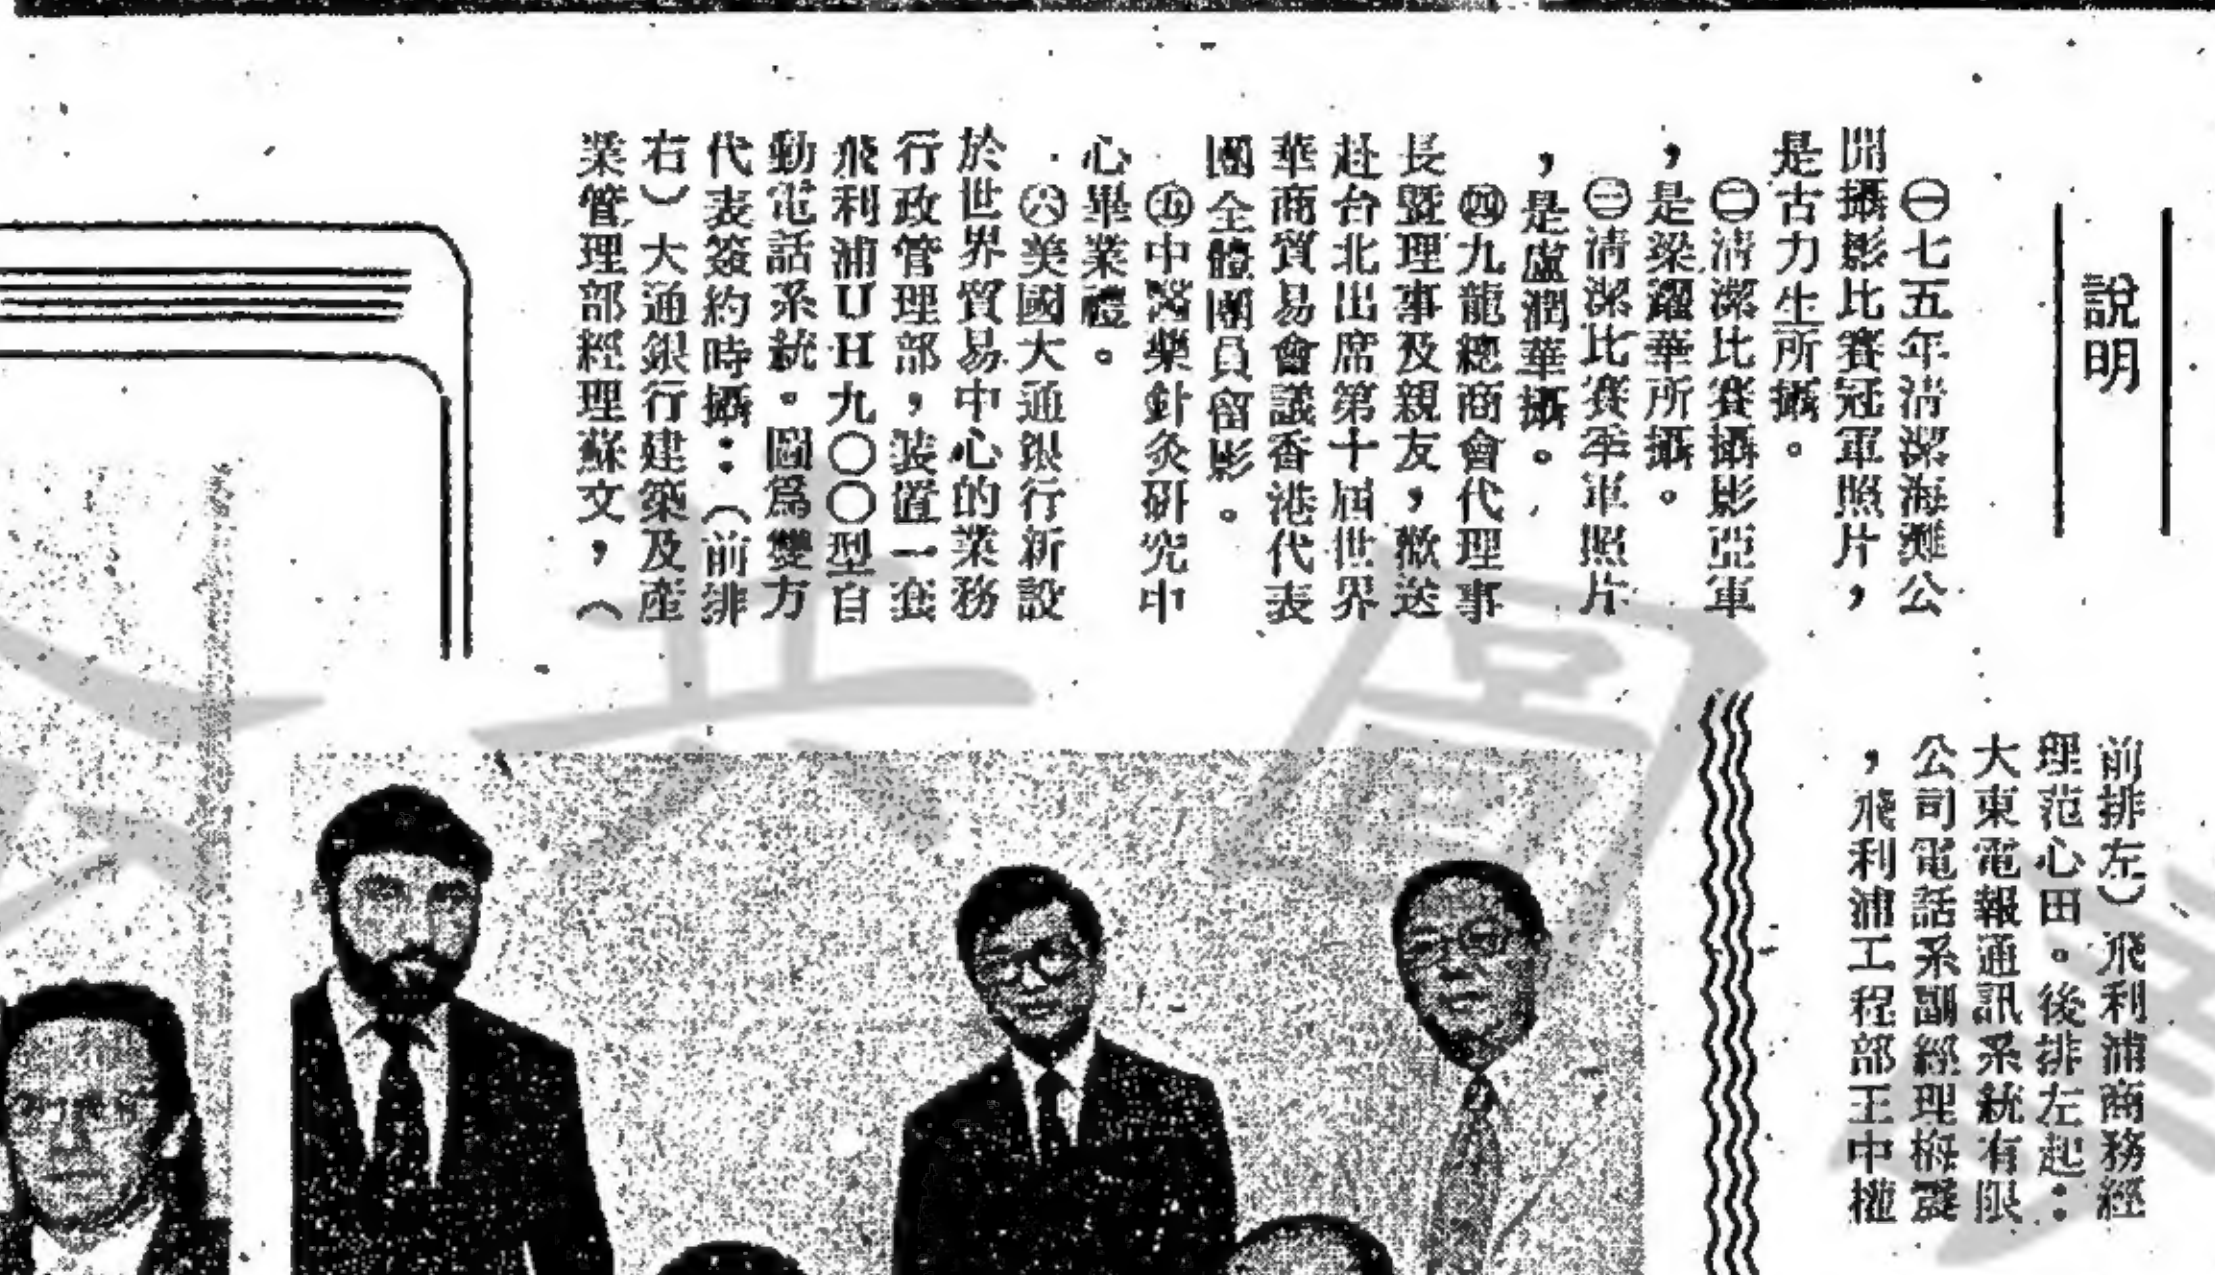 說明
㊀七五年清潔海灘公
開攝影比賽冠軍照片，
是古力生所攝。
㊁清潔比賽攝影亞軍
，是梁耀華所攝。
㊂清潔比賽季軍照片
，是盧潤華攝。
㊃九龍總商會代理事
長暨理事及親友，歡送
赴台北出席第十屆世界
華商貿易會議香港代表
團全體團員留影。
㊄中醫藥針灸研究中
心畢業禮。
㊅美國大通銀行新設
於世界貿易中心的業務
行政管理部，裝置一套
飛利浦ＵＨ九〇〇型自
動電話系統。圖爲雙方
代表簽約時攝：（前排
右）大通銀行建築及產
業管理部經理蘇文，（
前排左）飛利浦商務經
理范心田。後排左起：
大東電報通訊系統有限
公司電話系副經理梅
，飛利浦工程部王中權